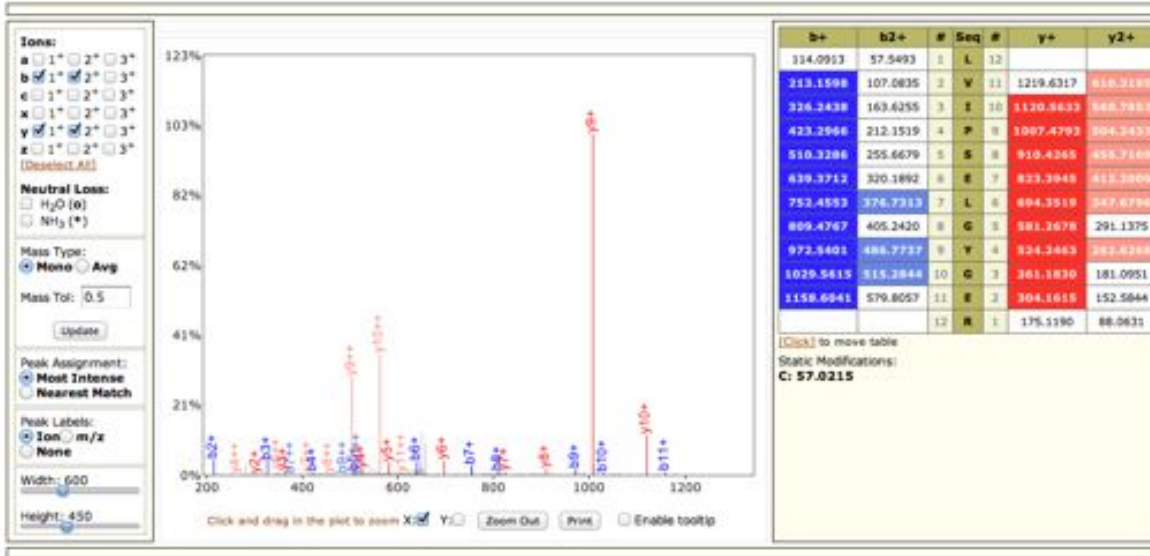 Ions:
a 1+ 2+ 3+
b 1+ 2+ 3+
c 1+ 2+ 3+
x 1+ 2+ 3+
y 1+ 2+ 3+
z 1+ 2+ 3+
[Deselect All]
Neutral Loss:
H2O (o)
NH3 (*)
Mass Type:
Mono Avg
Mass Tol: 0.5
Update
Peak Assignment:
Most Intense
Nearest Match
Peak Labels:
Ion m/z
None
Width: 600
Height: 450
123%
103%
82%
62%
41%
21%
0%
200 400 600 800 1000 1200
b2+ y2+ b3+ y3+ b4+ y9++ y10++ y5+ y11++ b6+ y6+ b7+ b8+ y7+ y8+ b9+ y9+ b10+ y10+ b11+
Click and drag in the plot to zoom X: Y: Zoom Out Print Enable tooltip
b+ b2+ # Seq # y+ y2+
114.0913 57.5493 1 L 12
213.1598 107.0835 2 V 11 1219.6317
326.2438 163.6255 3 I 10 1120.5633
423.2966 212.1519 4 P 9 1007.4793
510.3286 255.6679 5 S 8 910.4265
639.3712 320.1892 6 E 7 823.3945
752.4553 376.7313 7 L 6 694.3519
809.4767 405.2420 8 G 5 581.2678 291.1375
972.5401 486.7737 9 Y 4 524.2463
1029.5615 515.2844 10 G 3 361.1830 181.0951
1158.6041 579.8057 11 E 2 304.1615 152.5844
12 R 1 175.1190 88.0631
[Click] to move table
Static Modifications:
C: 57.0215